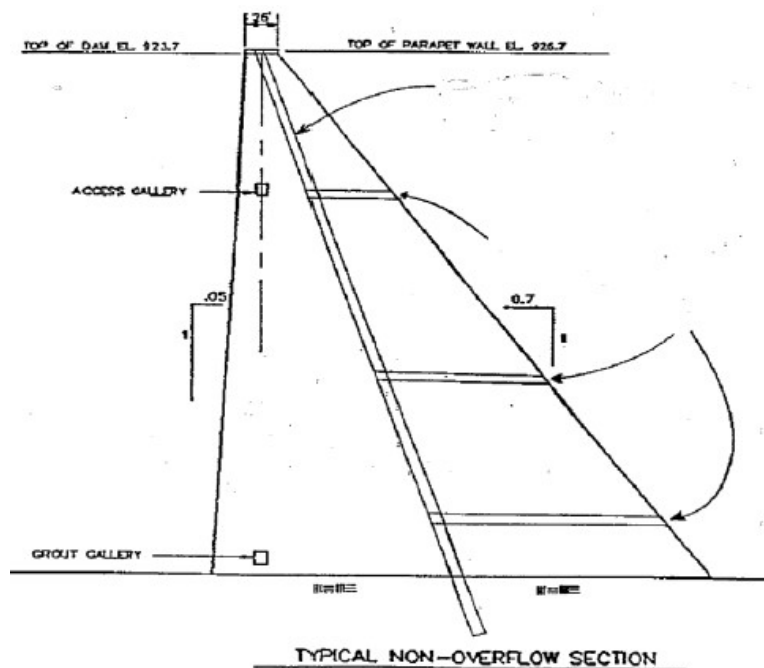 25'
TOP OF DAM EL. 923.7
TOP OF PARAPET WALL EL. 926.7
ACCESS GALLERY
.05
1
0.7
1
GROUT GALLERY
TYPICAL NON-OVERFLOW SECTION